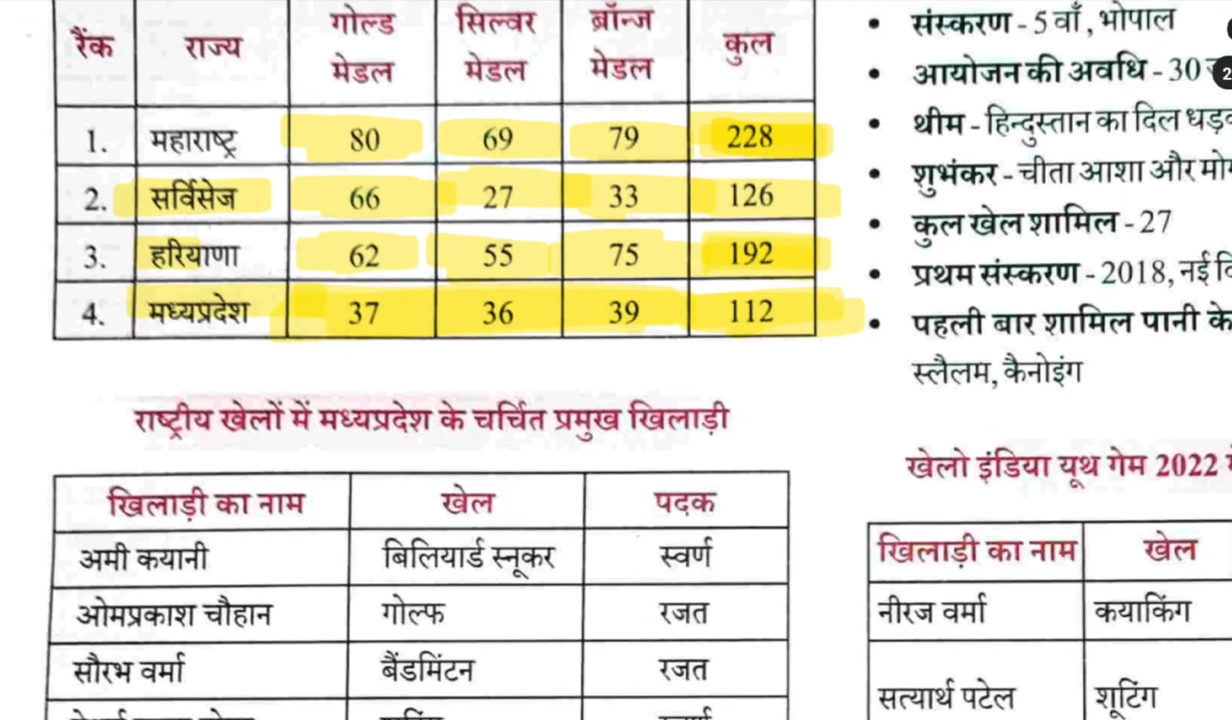 रैंक राज्य गोल्ड मेडल सिल्वर मेडल ब्रॉन्ज मेडल कुल
1. महाराष्ट्र 80 69 79 228
2. सर्विसेज 66 27 33 126
3. हरियाणा 62 55 75 192
4. मध्यप्रदेश 37 36 39 112
राष्ट्रीय खेलों में मध्यप्रदेश के चर्चित प्रमुख खिलाड़ी
खिलाड़ी का नाम खेल पदक
अमी कयानी बिलियार्ड स्नूकर स्वर्ण
ओमप्रकाश चौहान गोल्फ रजत
सौरभ वर्मा बैंडमिंटन रजत
• संस्करण - 5 वाँ, भोपाल
• आयोजन की अवधि - 30
• थीम - हिन्दुस्तान का दिल
• शुभंकर - चीता आशा और
• कुल खेल शामिल - 27
• प्रथम संस्करण - 2018, नई
• पहली बार शामिल पानी के
स्लैलम, कैनोइंग
खेलो इंडिया यूथ गेम 2022
खिलाड़ी का नाम खेल
नीरज वर्मा कयाकिंग
सत्यार्थ पटेल शूटिंग